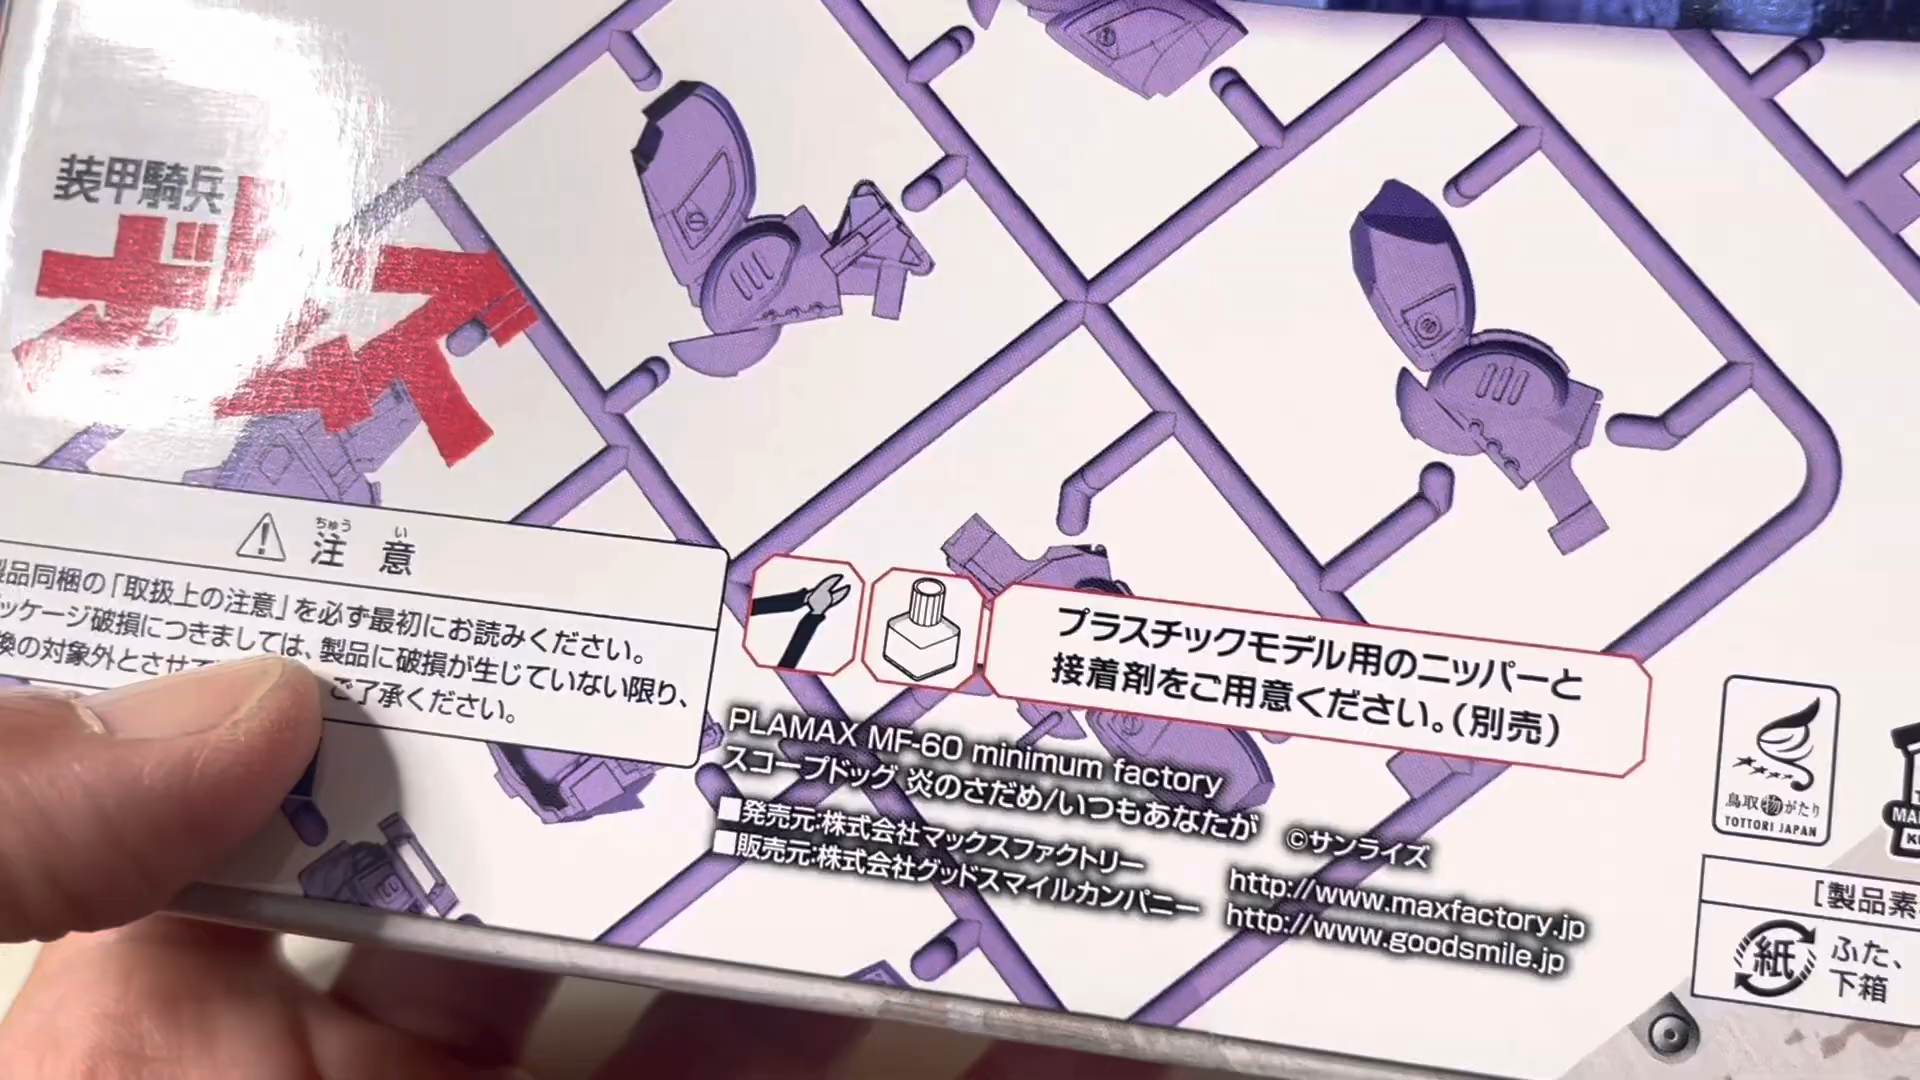 装甲騎兵
ボトムズ
ちゅう い
注 意
製品同梱の「取扱上の注意」を必ず最初にお読みください。
ッケージ破損につきましては、製品に破損が生じていない限り、
換の対象外とさせて
ご了承ください。
プラスチックモデル用のニッパーと
接着剤をご用意ください。(別売)
PLAMAX MF-60 minimum factory
スコープドッグ 炎のさだめ/いつもあなたが
©サンライズ
■発売元:株式会社マックスファクトリー
http://www.maxfactory.jp
■販売元:株式会社グッドスマイルカンパニー
http://www.goodsmile.jp
鳥取物がたり
TOTTORI JAPAN
[製品素
紙
ふた、
下箱